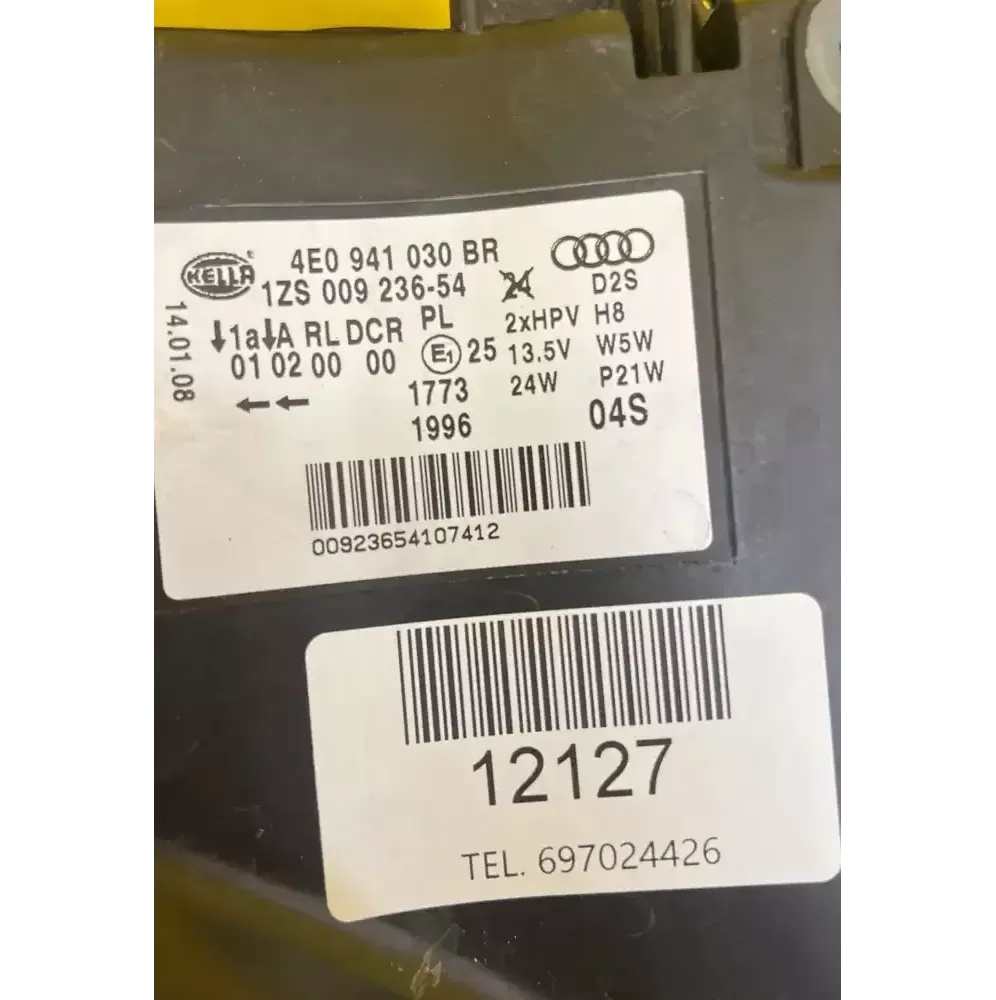 HELLA
4E0 941 030 BR
1ZS 009 236-54
24
D2S
14.01.08
↓1a↓A RL DCR
PL
2xHPV
H8
01 02 00 00
E1 25
13.5V
W5W
1773
24W
P21W
←←
1996
04S
00923654107412
12127
TEL. 697024426